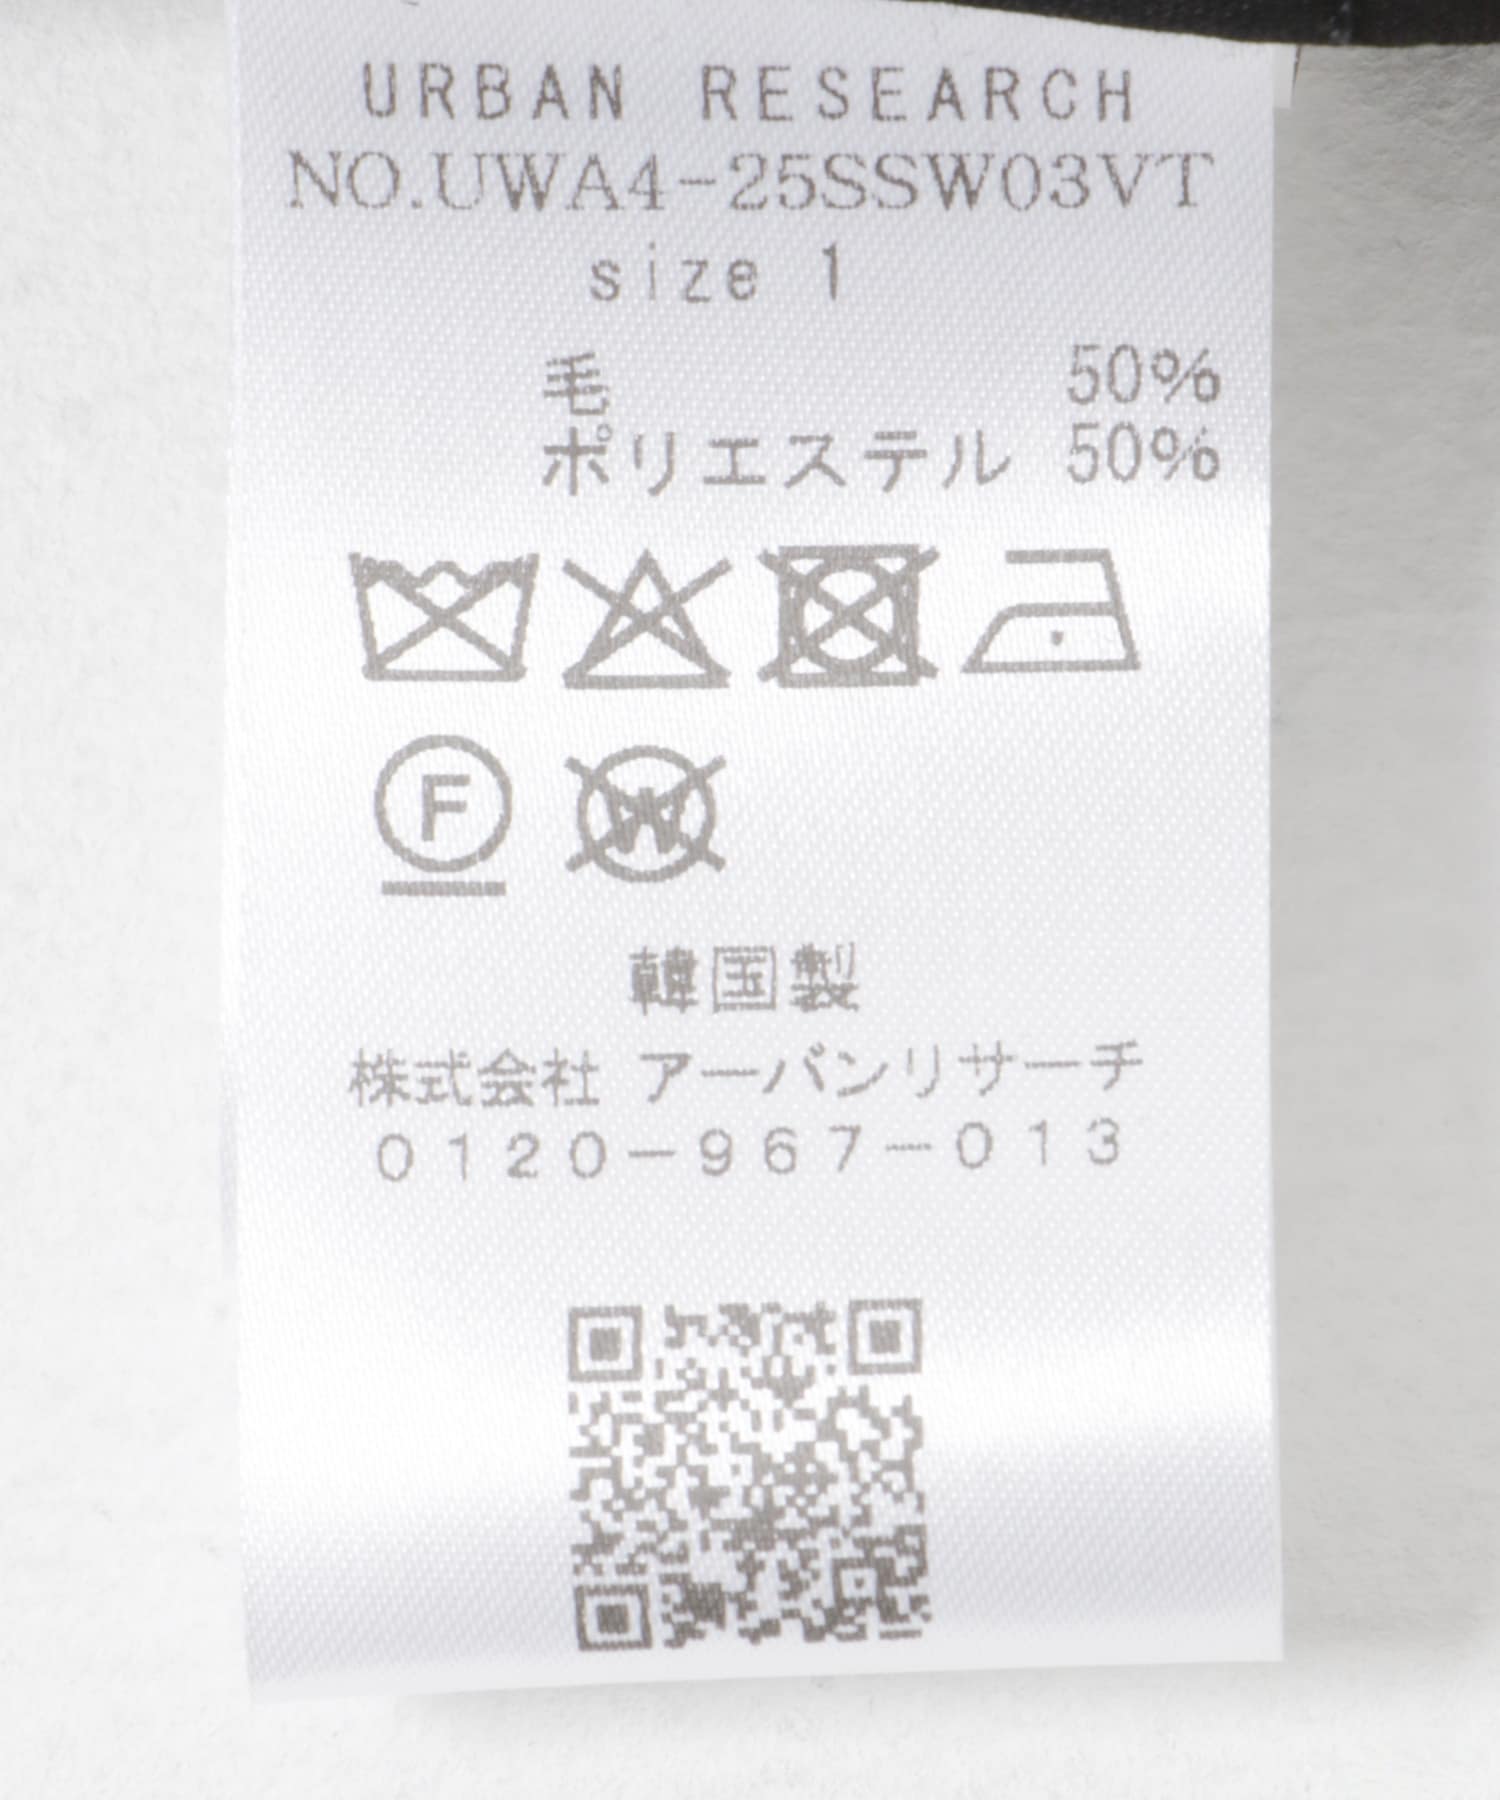 URBAN RESEARCH
NO.UWA4-25SSW03VT
size 1
毛 50%
ポリエステル 50%
F W
韓国製
株式会社 アーバンリサーチ
0120-967-013